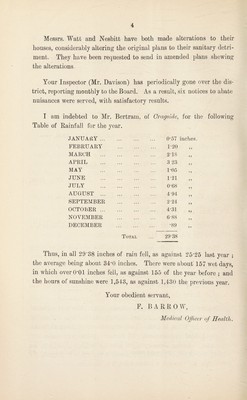 4
Messrs. Watt and Nesbitt have both made alterations to their
houses, considerably altering the original plans to their sanitary detri-
ment. They have been requested to send in amended plans shewing
the alterations
Your Inspector (Mr. Davison) has periodically gone over the dis-
trict, reporting monthly to the Board. As a result, six notices to abate
nuisances were served, with satisfactory results.
I am indebted to Mr. Bertram, of Cragside, for the following
Table of Rainfall for the year.
JANUARY ... ... ... ... 0·57 inches.
FEBRUARY ... ... ... 1·20 „
MARCH ... ... ... ... 2·18 „
APRIL ... ... ... ... 3·25 „
MAY ... ... ... ... 1·05 „
JUNE ... ... ... ... 1·21 „
JULY ... ... ... ... 0·68 „
AUGUST ... ... ... ... 4·94 „
SEPTEMBER ... ... ... 2·24 „
OCTOBER ... ... ... ... 4·31 „
NOVEMBER ... ... ... 6·88 „
DECEMBER ... ... ... ·89 „
TOTAL ... 29·38
Thus, in all 29·38 inches of rain fell, as against 25·25 last year ;
the average being about 34·0 inches. There were about 157 wet days,
in which over 0·01 inches fell, as against 155 of the year before ; and
the hours of sunshine were 1,543, as against 1,430 the previous year.
Your obedient servant,
F. BARROW,
Medical Officer of Health.